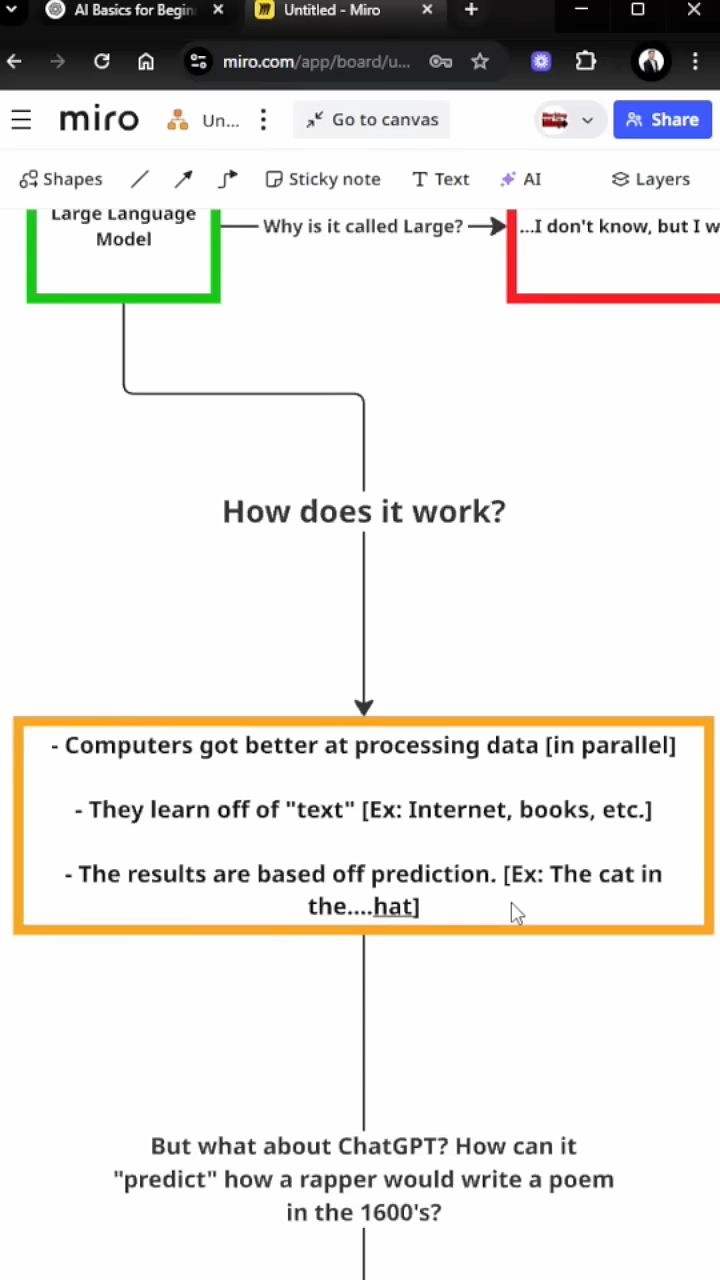 AI Basics for Begin
Untitled - Miro
miro.com/app/board/u...
miro
Un...
Go to canvas
Share
Shapes
Sticky note
Text
AI
Layers
Large Language
Model
Why is it called Large?
...I don't know, but I w
How does it work?
- Computers got better at processing data [in parallel]
- They learn off of "text" [Ex: Internet, books, etc.]
- The results are based off prediction. [Ex: The cat in
the....hat]
But what about ChatGPT? How can it
"predict" how a rapper would write a poem
in the 1600's?